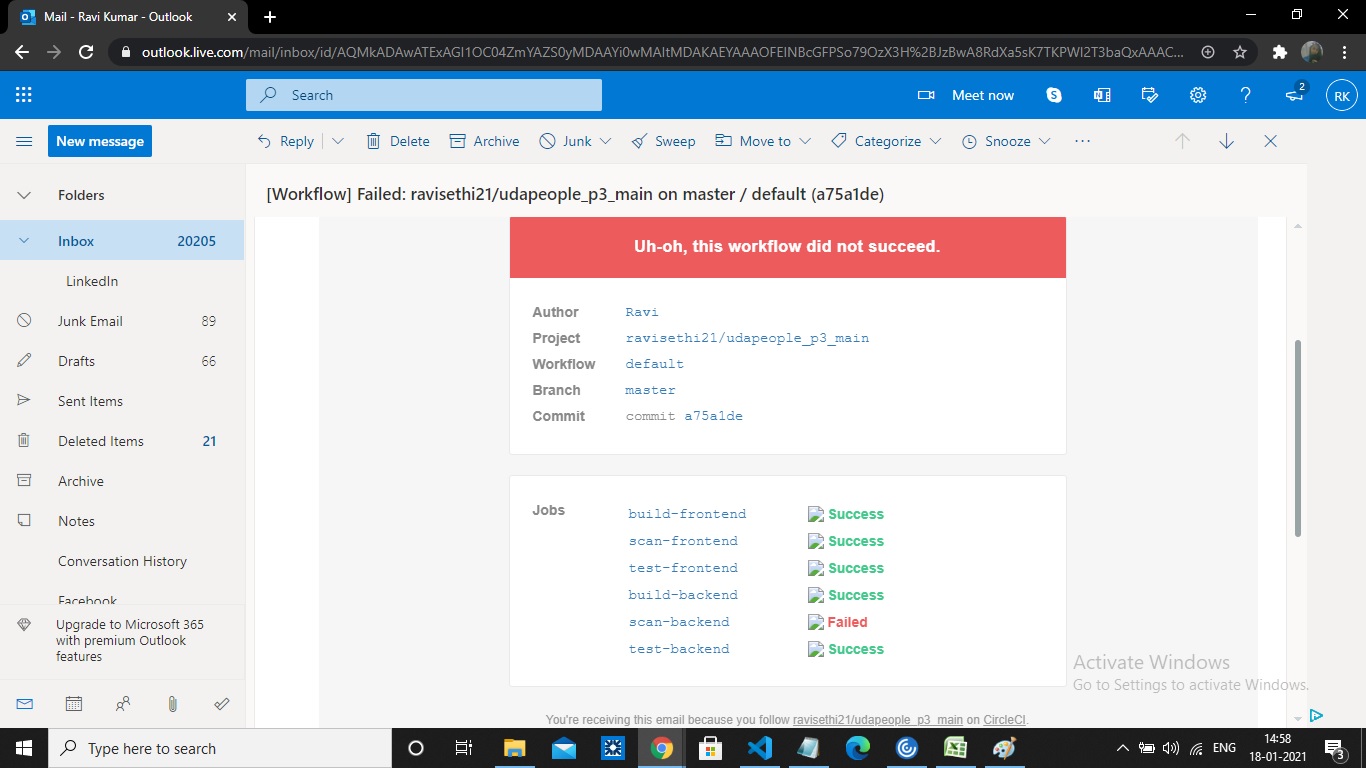 Mail - Ravi Kumar - Outlook
outlook.live.com/mail/inbox/id/AQMkADAwATExAGI1OC04ZmYAZS0yMDAAYi0wMAItMDAKAEYAAAOFEINBcGFPSo79OzX3H%2BJzBwA8RdXa5sK7TKPWI2T3baQxAAAC...
Search
Meet now
2
RK
New message
Reply Delete Archive Junk Sweep Move to Categorize Snooze ...
Folders
[Workflow] Failed: ravisethi21/udapeople_p3_main on master / default (a75a1de)
Inbox 20205
LinkedIn
Junk Email 89
Drafts 66
Sent Items
Deleted Items 21
Archive
Notes
Conversation History
Facebook
Upgrade to Microsoft 365
with premium Outlook
features
Uh-oh, this workflow did not succeed.
Author Ravi
Project ravisethi21/udapeople_p3_main
Workflow default
Branch master
Commit commit a75a1de
Jobs
build-frontend Success
scan-frontend Success
test-frontend Success
build-backend Success
scan-backend Failed
test-backend Success
You're receiving this email because you follow ravisethi21/udapeople_p3_main on CircleCI.
Activate Windows
Go to Settings to activate Windows.
Type here to search
ENG
14:58
18-01-2021
3